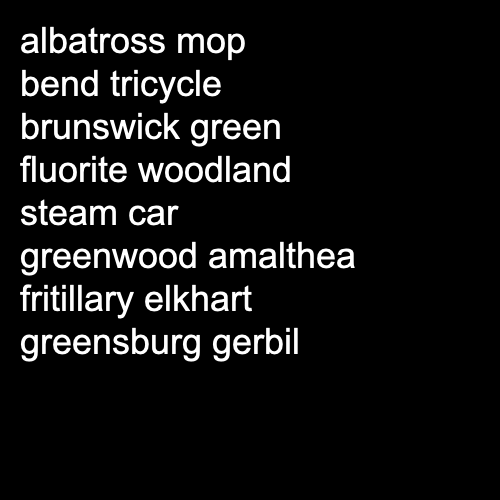 albatross mop
bend tricycle
brunswick green
fluorite woodland
steam car
greenwood amalthea
fritillary elkhart
greensburg gerbil